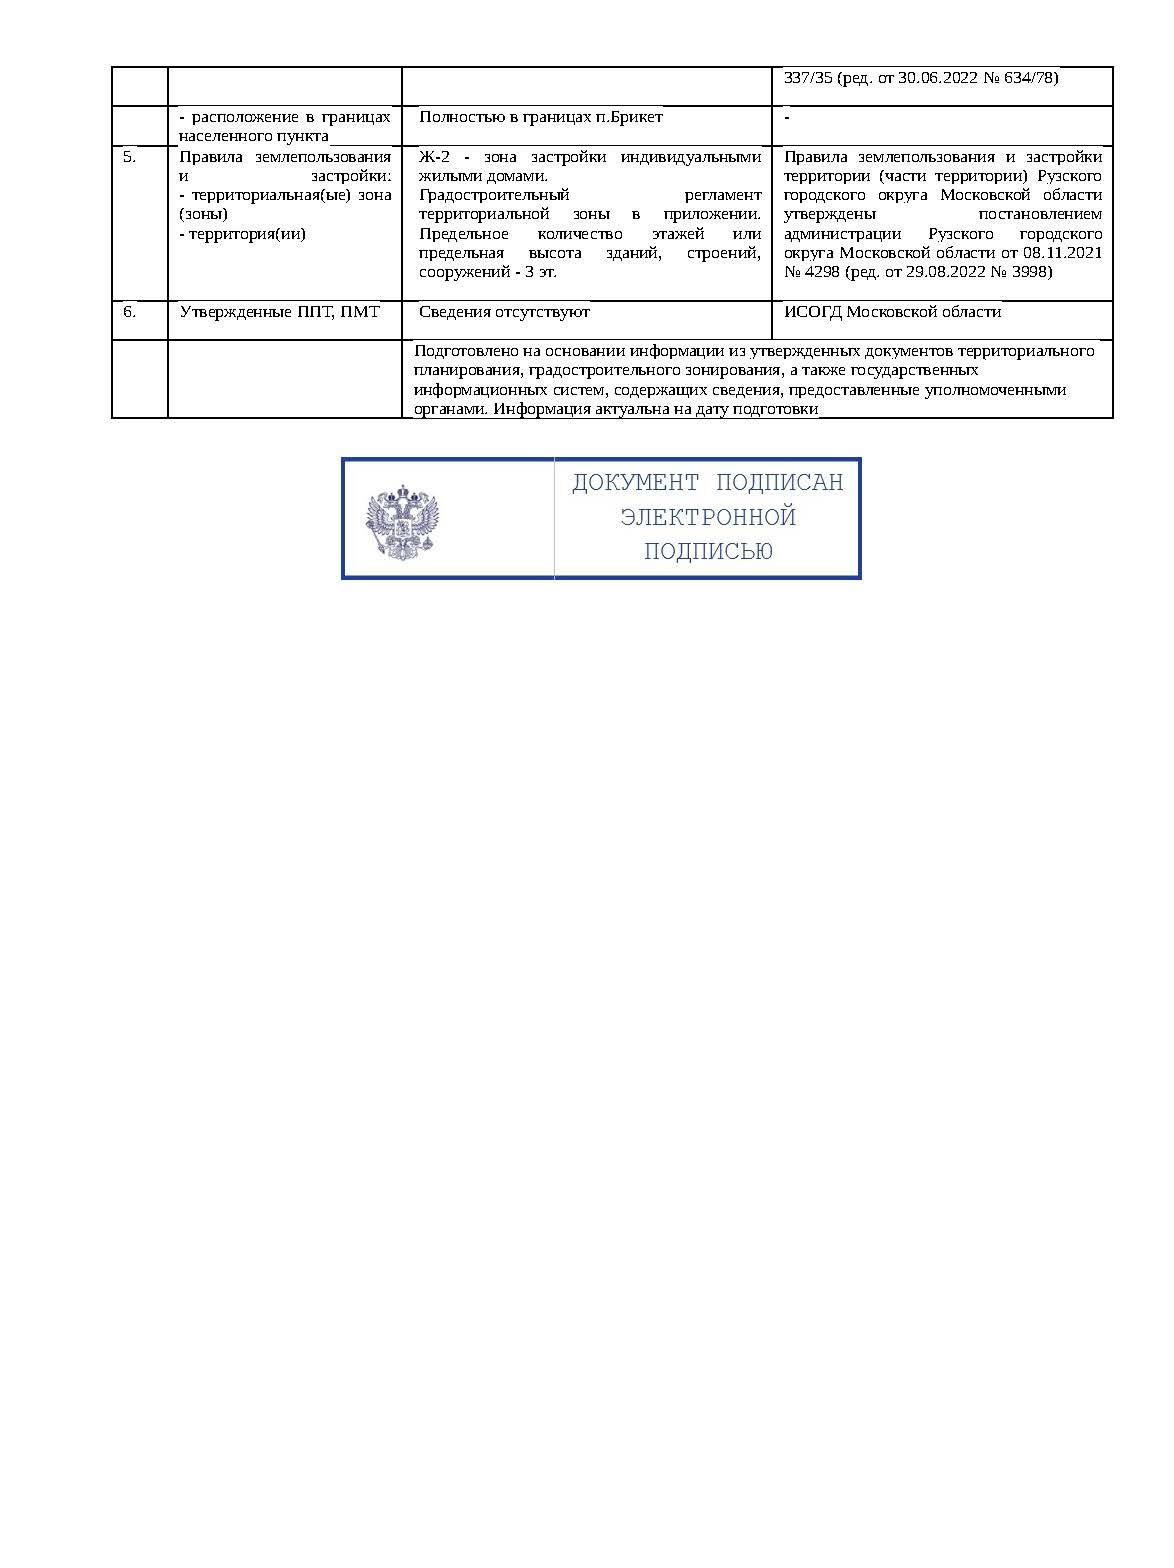 337/35 (ред. от 30.06.2022 № 634/78)
- расположение в границах
населенного пункта
Полностью в границах п.Брикет
-
5.
Правила землепользования
и застройки:
- территориальная(ые) зона
(зоны)
- территория(ии)
Ж-2 - зона застройки индивидуальными
жилыми домами.
Градостроительный регламент
территориальной зоны в приложении.
Предельное количество этажей или
предельная высота зданий, строений,
сооружений - 3 эт.
Правила землепользования и застройки
территории (части территории) Рузского
городского округа Московской области
утверждены постановлением
администрации Рузского городского
округа Московской области от 08.11.2021
№ 4298 (ред. от 29.08.2022 № 3998)
6.
Утвержденные ППТ, ПМТ
Сведения отсутствуют
ИСОГД Московской области
Подготовлено на основании информации из утвержденных документов территориального
планирования, градостроительного зонирования, а также государственных
информационных систем, содержащих сведения, предоставленные уполномоченными
органами. Информация актуальна на дату подготовки
ДОКУМЕНТ ПОДПИСАН
ЭЛЕКТРОННОЙ
ПОДПИСЬЮ